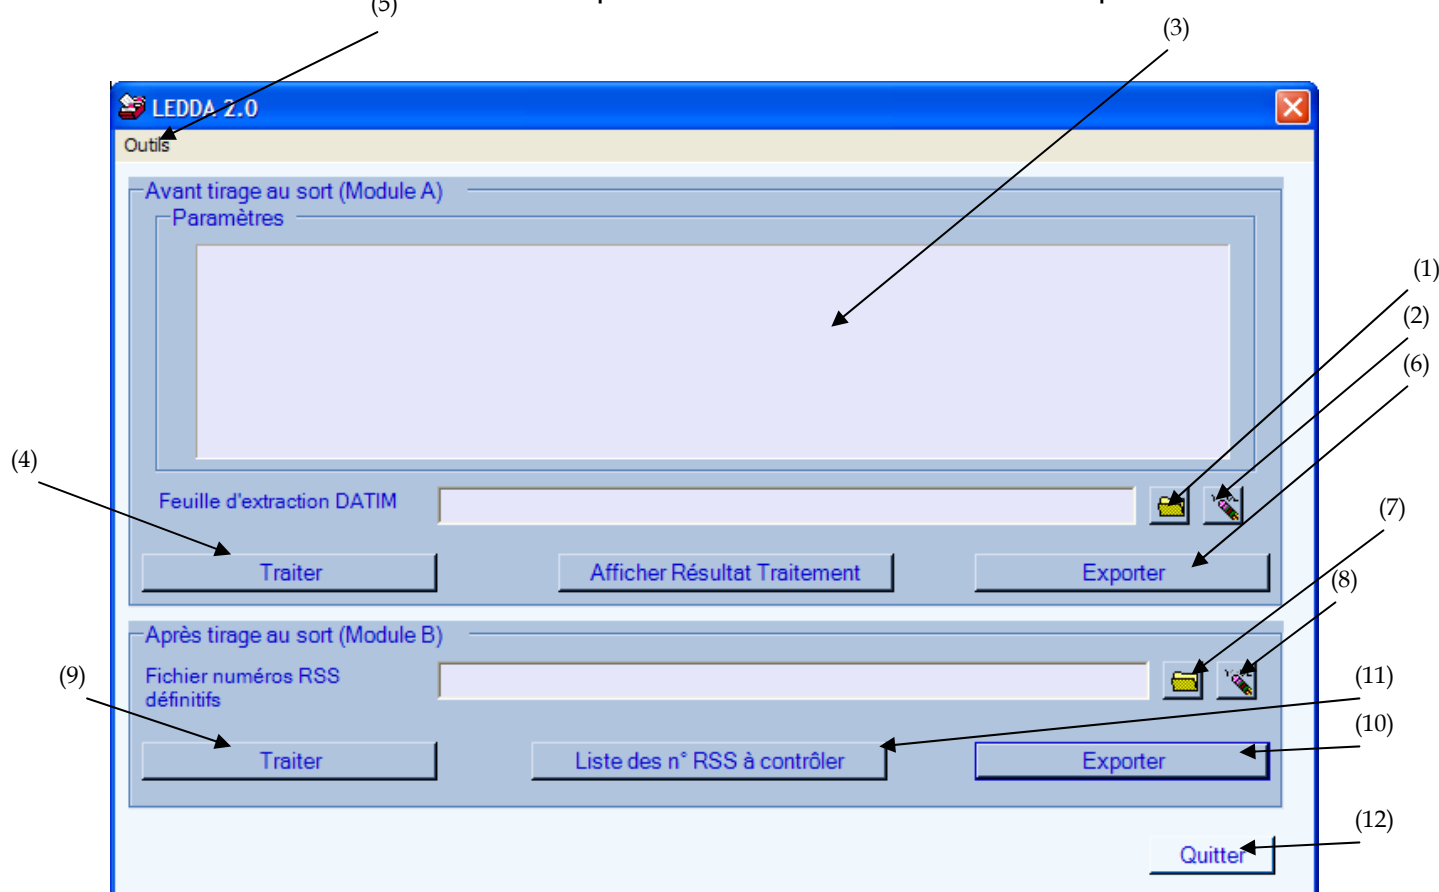 (5)
(3)
LEDDA 2.0
Outils
Avant tirage au sort (Module A)
Paramètres
(1)
(2)
(6)
(4)
Feuille d'extraction DATIM
(7)
Traiter
Afficher Résultat Traitement
Exporter
(8)
Après tirage au sort (Module B)
Fichier numéros RSS
définitifs
(9)
(11)
(10)
Traiter
Liste des n° RSS à contrôler
Exporter
(12)
Quitter